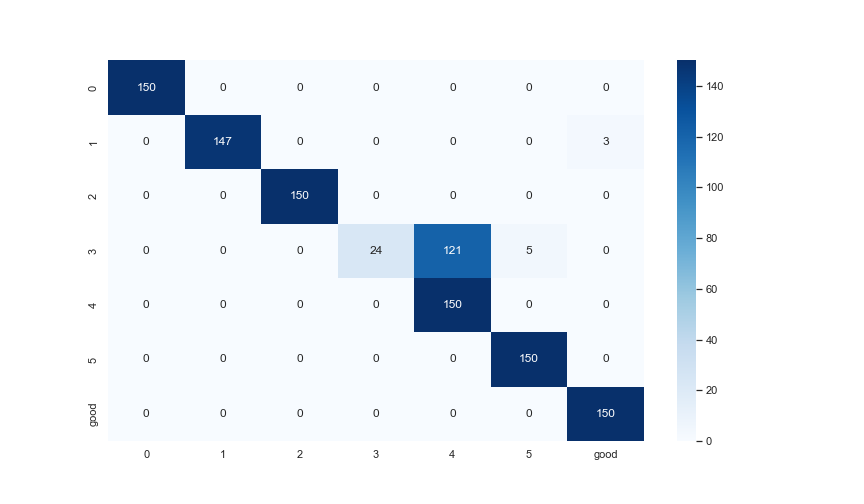 0 150 0 0 0 0 0 0
1 0 147 0 0 0 0 3
2 0 0 150 0 0 0 0
3 0 0 0 24 121 5 0
4 0 0 0 0 150 0 0
5 0 0 0 0 0 150 0
good 0 0 0 0 0 0 150
0 1 2 3 4 5 good
140
120
100
80
60
40
20
0